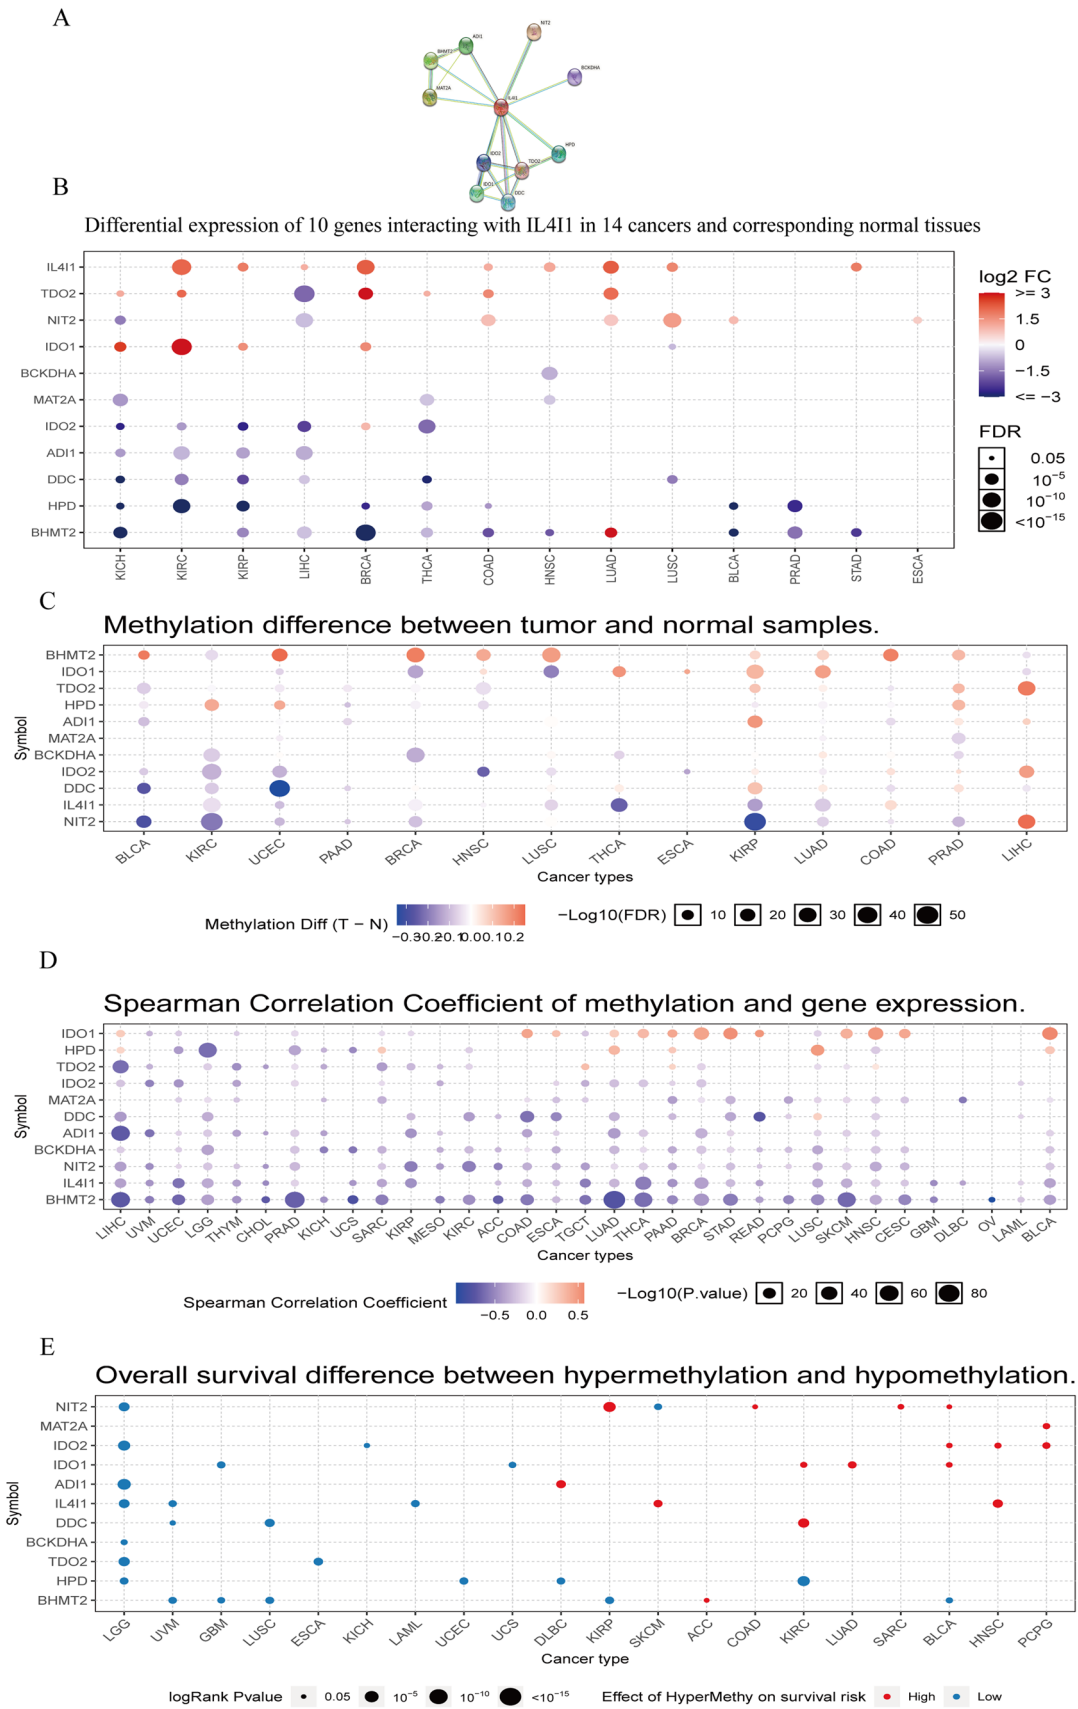 A
NIT2
ADI1
BHMT2
BCKDHA
MAT2A
IL4I1
HPD
IDO2
TDO2
IDO1
DDC
B
Differential expression of 10 genes interacting with IL4I1 in 14 cancers and corresponding normal tissues
IL4I1
TDO2
NIT2
IDO1
BCKDHA
MAT2A
IDO2
ADI1
DDC
HPD
BHMT2
KICH KIRC KIRP LIHC BRCA THCA COAD HNSC LUAD LUSC BLCA PRAD STAD ESCA
log2 FC
>= 3
1.5
0
−1.5
<= −3
FDR
0.05
10−5
10−10
<10−15
C
Methylation difference between tumor and normal samples.
Symbol
BHMT2
IDO1
TDO2
HPD
ADI1
MAT2A
BCKDHA
IDO2
DDC
IL4I1
NIT2
BLCA KIRC UCEC PAAD BRCA HNSC LUSC THCA ESCA KIRP LUAD COAD PRAD LIHC
Cancer types
Methylation Diff (T − N)
−0.3−0.2−0.10.00.10.2
−Log10(FDR) 10 20 30 40 50
D
Spearman Correlation Coefficient of methylation and gene expression.
Symbol
IDO1
HPD
TDO2
IDO2
MAT2A
DDC
ADI1
BCKDHA
NIT2
IL4I1
BHMT2
LIHC UVM UCEC LGG THYM CHOL PRAD KICH UCS SARC KIRP MESO KIRC ACC COAD ESCA TGCT LUAD THCA PAAD BRCA STAD READ PCPG LUSC SKCM HNSC CESC GBM DLBC OV LAML BLCA
Cancer types
Spearman Correlation Coefficient
−0.5 0.0 0.5
−Log10(P.value) 20 40 60 80
E
Overall survival difference between hypermethylation and hypomethylation.
Symbol
NIT2
MAT2A
IDO2
IDO1
ADI1
IL4I1
DDC
BCKDHA
TDO2
HPD
BHMT2
LGG UVM GBM LUSC ESCA KICH LAML UCEC UCS DLBC KIRP SKCM ACC COAD KIRC LUAD SARC BLCA HNSC PCPG
Cancer type
logRank Pvalue 0.05 10−5 10−10 <10−15 Effect of HyperMethy on survival risk High Low